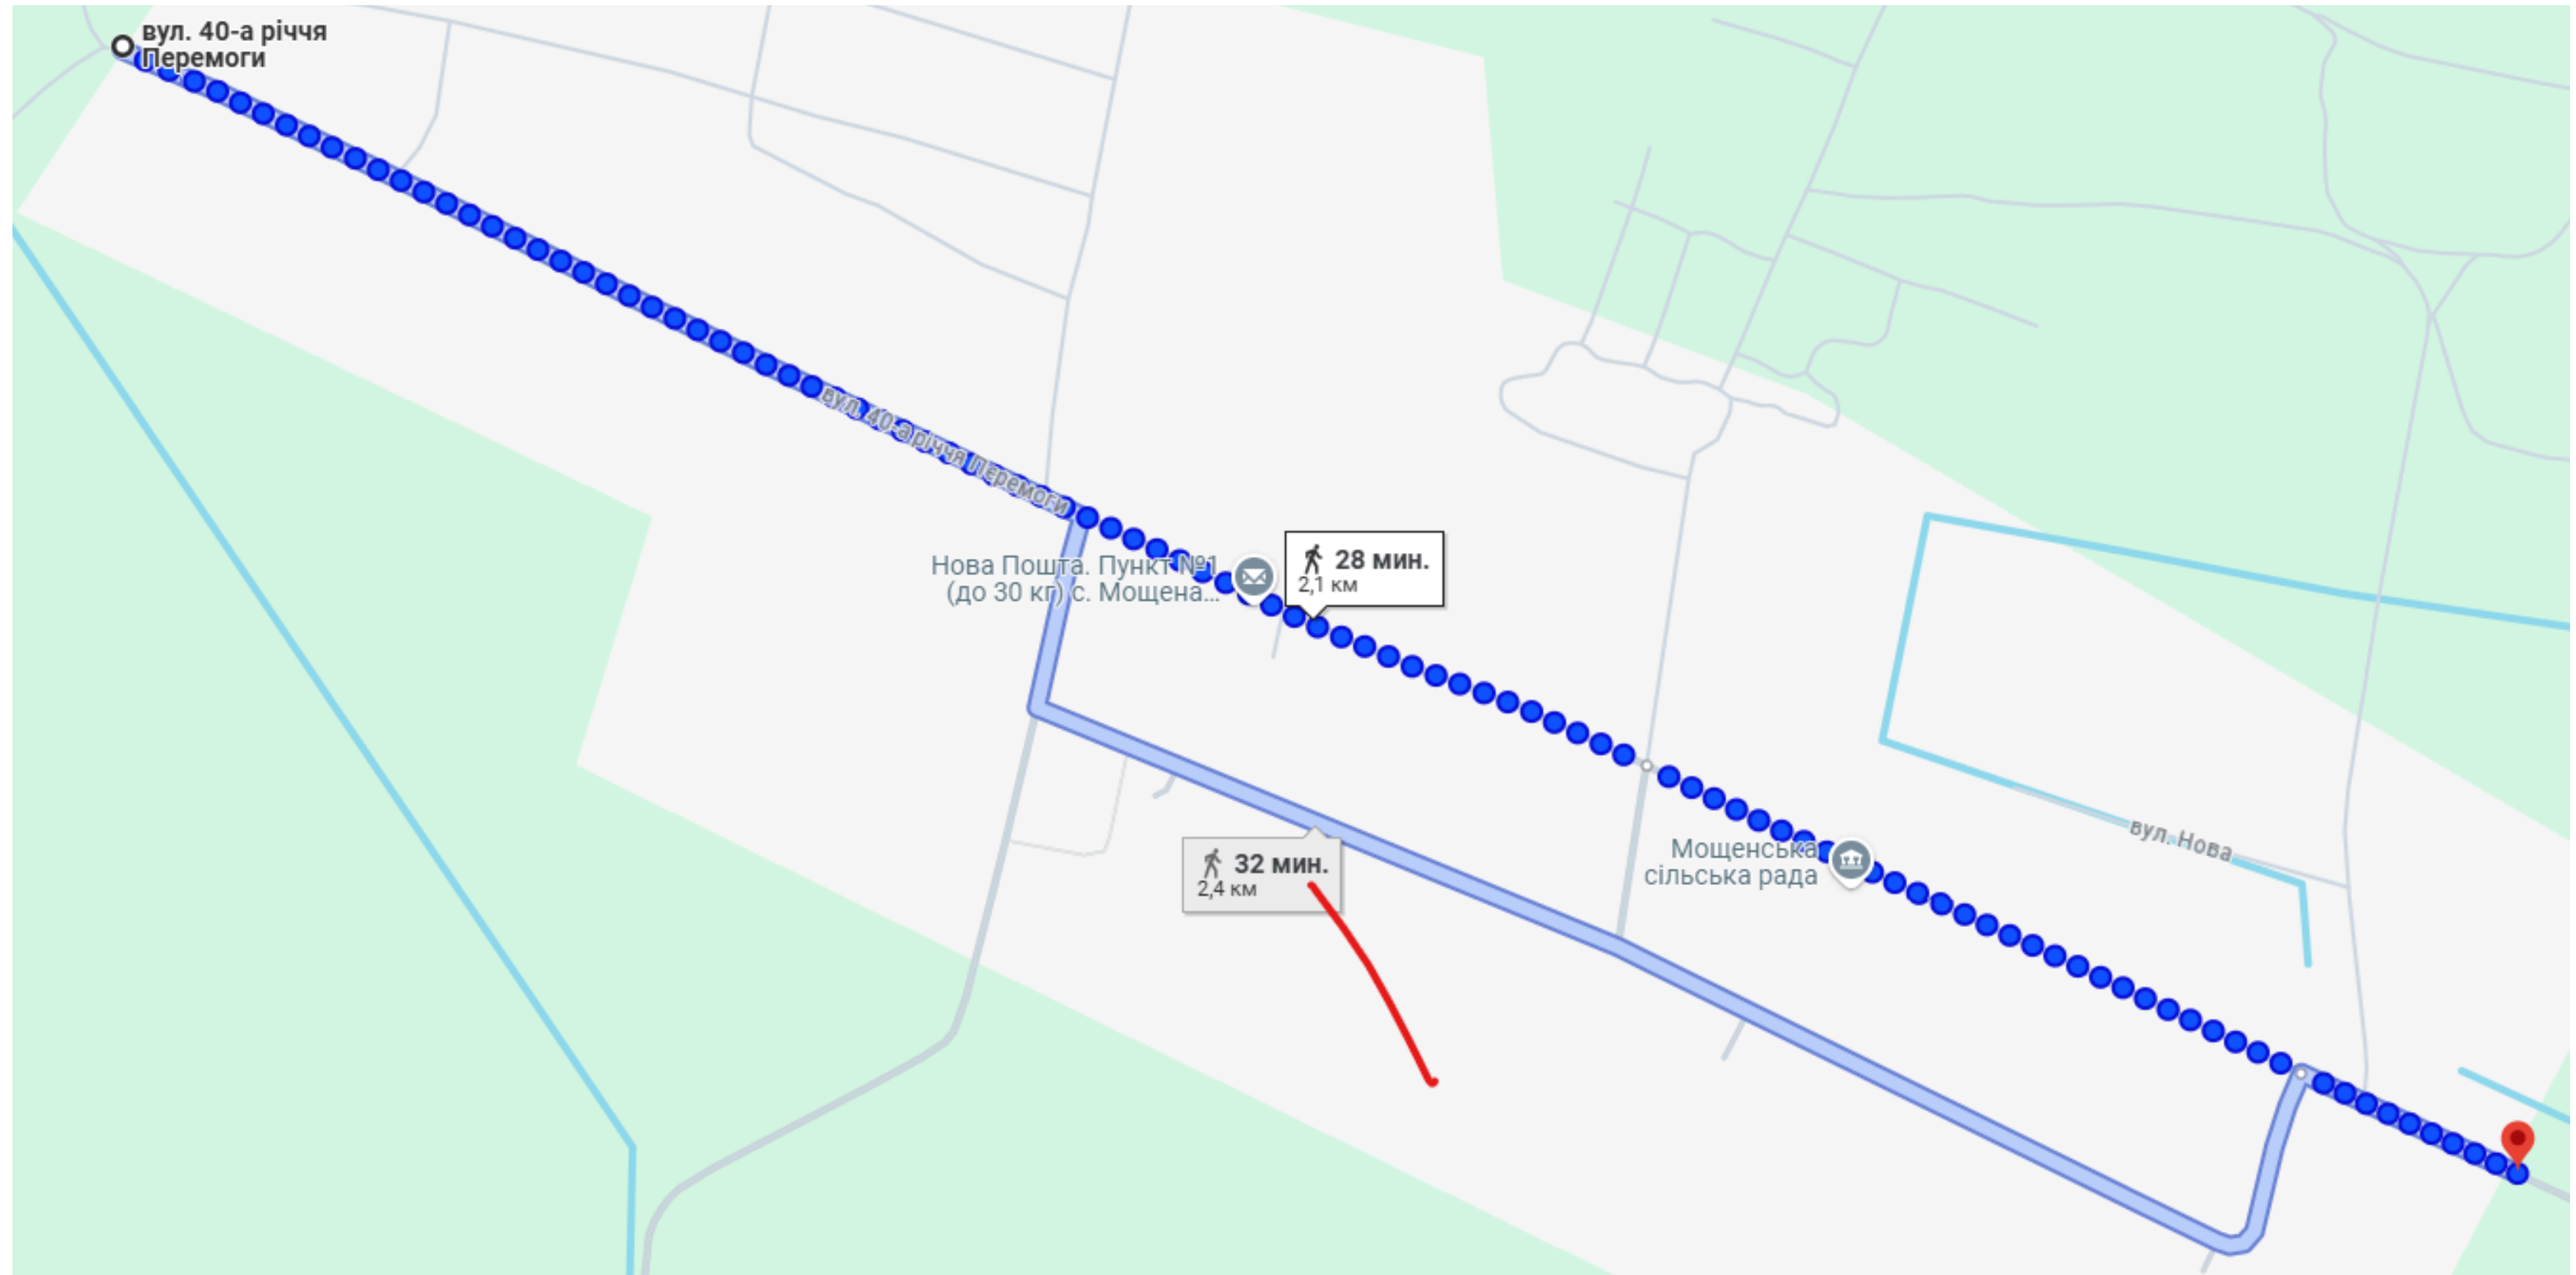 вул. 40-а річчя
Перемоги
вул. 40-а річчя Перемоги
Нова Пошта. Пункт №1
(до 30 кг) с. Мощена...
28 мин.
2,1 км
32 мин.
2,4 км
Мощенська
сільська рада
вул. Нова